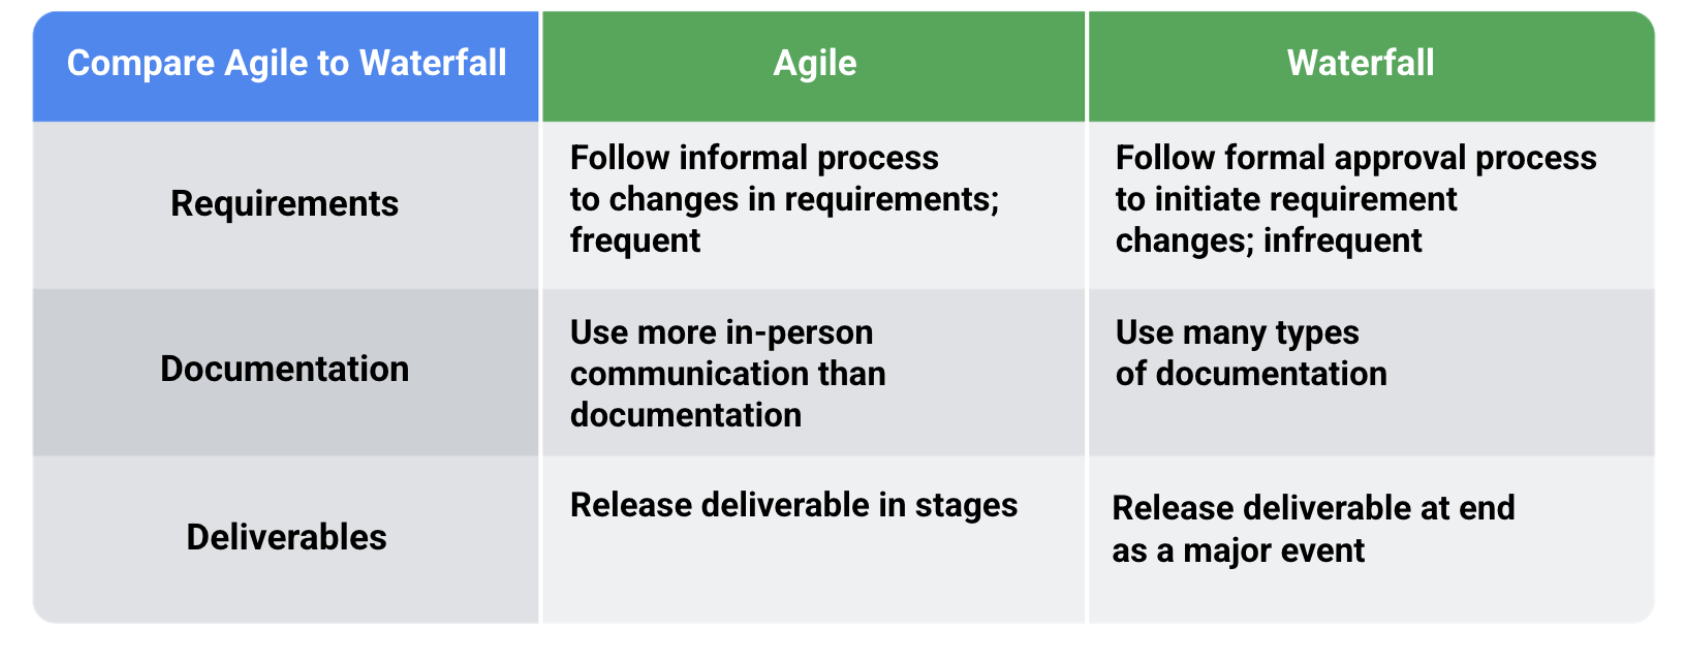 Compare Agile to Waterfall
Agile
Waterfall
Requirements
Follow informal process
to changes in requirements;
frequent
Follow formal approval process
to initiate requirement
changes; infrequent
Documentation
Use more in-person
communication than
documentation
Use many types
of documentation
Deliverables
Release deliverable in stages
Release deliverable at end
as a major event